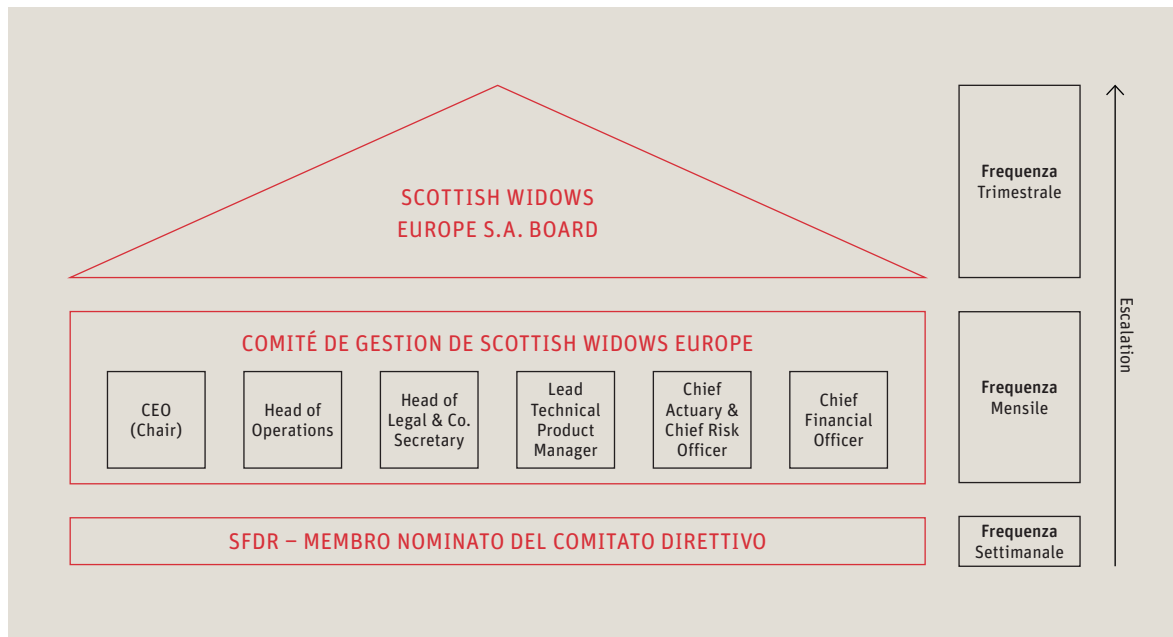 SCOTTISH WIDOWS
EUROPE S.A. BOARD
Frequenza
Trimestrale
COMITÉ DE GESTION DE SCOTTISH WIDOWS EUROPE
CEO
(Chair)
Head of
Operations
Head of
Legal & Co.
Secretary
Lead
Technical
Product
Manager
Chief
Actuary &
Chief Risk
Officer
Chief
Financial
Officer
Frequenza
Mensile
SFDR – MEMBRO NOMINATO DEL COMITATO DIRETTIVO
Frequenza
Settimanale
Escalation